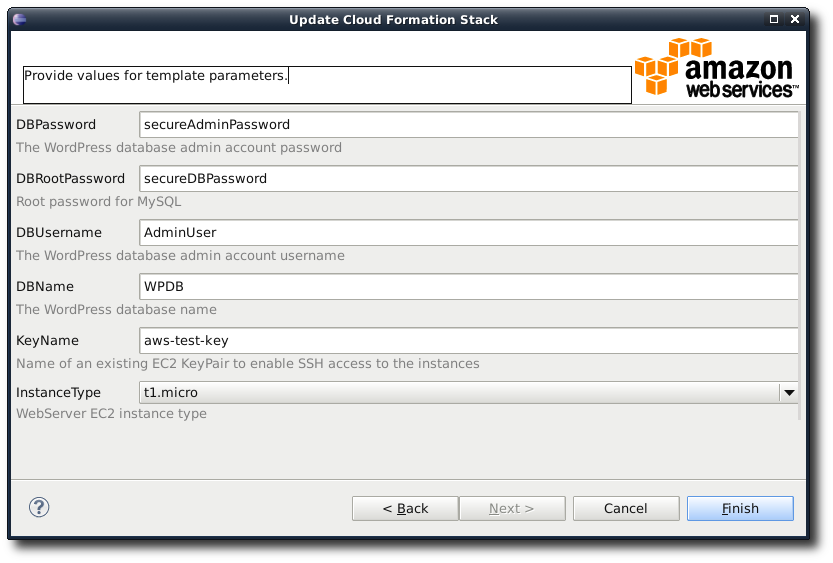 Update Cloud Formation Stack
Provide values for template parameters.
amazon
web services™
DBPassword secureAdminPassword
The WordPress database admin account password
DBRootPassword secureDBPassword
Root password for MySQL
DBUsername AdminUser
The WordPress database admin account username
DBName WPDB
The WordPress database name
KeyName aws-test-key
Name of an existing EC2 KeyPair to enable SSH access to the instances
InstanceType t1.micro
WebServer EC2 instance type
? < Back Next > Cancel Finish